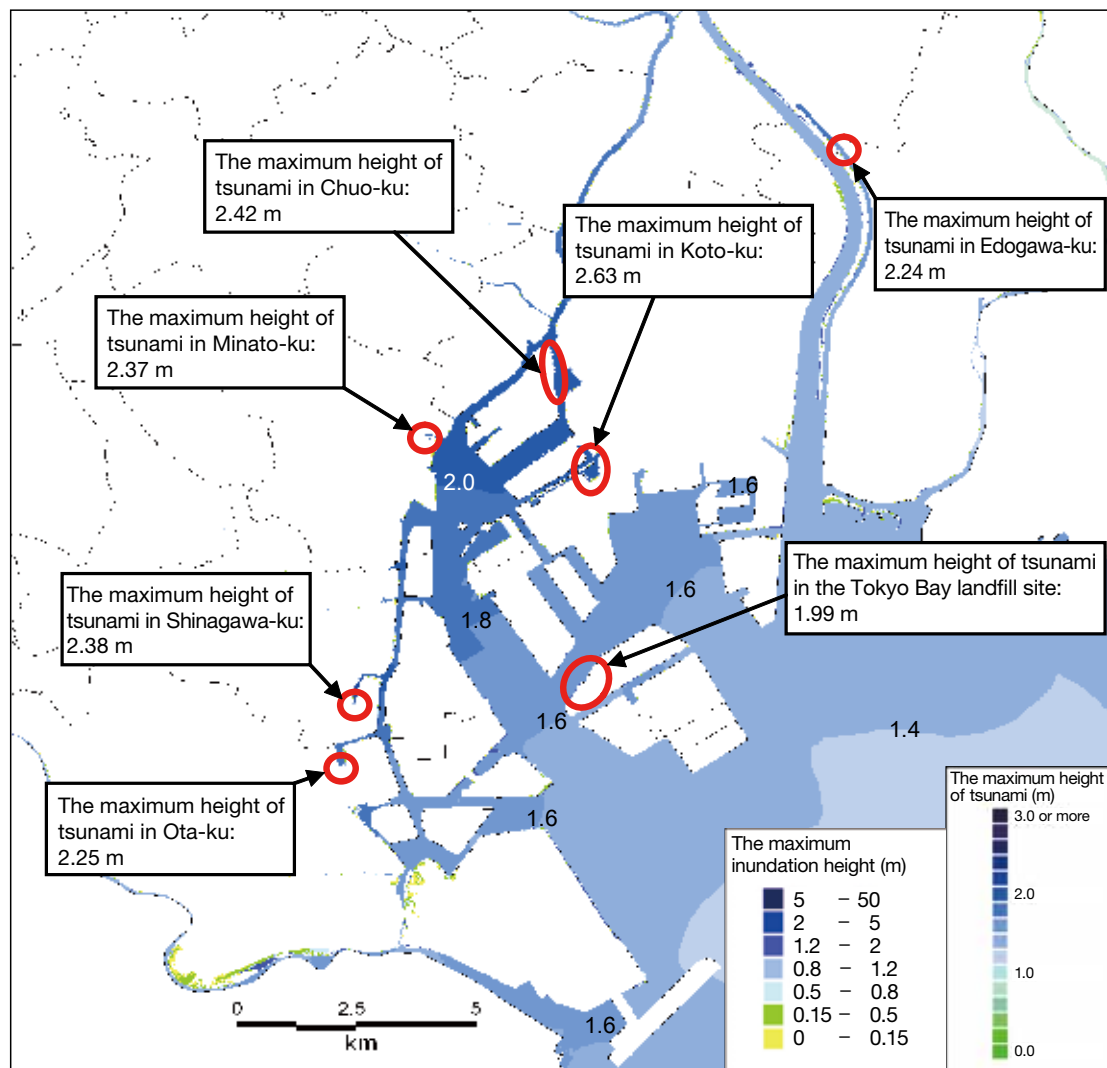 The maximum height of
tsunami in Chuo-ku:
2.42 m
The maximum height of
tsunami in Koto-ku:
2.63 m
The maximum height of
tsunami in Edogawa-ku:
2.24 m
The maximum height of
tsunami in Minato-ku:
2.37 m
2.0
1.6
The maximum height of tsunami
in the Tokyo Bay landfill site:
1.99 m
1.6
The maximum height of
tsunami in Shinagawa-ku:
2.38 m
1.8
1.6
1.4
The maximum height of
tsunami in Ota-ku:
2.25 m
1.6
The maximum
inundation height (m)
5 – 50
2 – 5
1.2 – 2
0.8 – 1.2
0.5 – 0.8
0.15 – 0.5
0 – 0.15
The maximum height
of tsunami (m)
3.0 or more
2.0
1.0
0.0
0 2.5 5
km
1.6